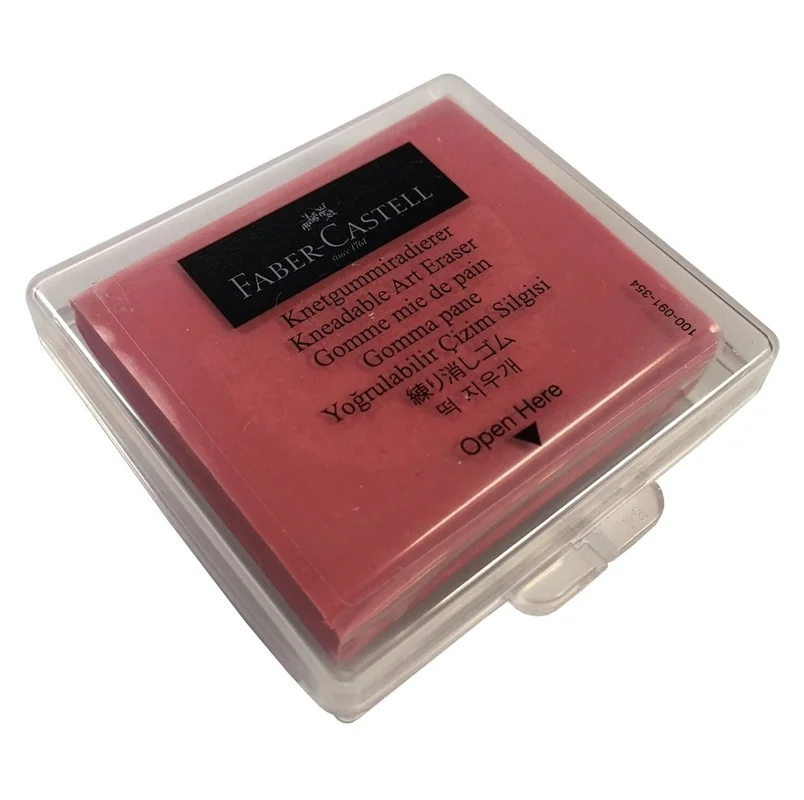 FABER-CASTELL
since 1761
Knetgummiradierer
Kneadable Art Eraser
Gomme mie de pain
Gomma pane
Yoğrulabilir Çizim Silgisi
練り消しゴム
떡 지우개
Open Here
100-091-354